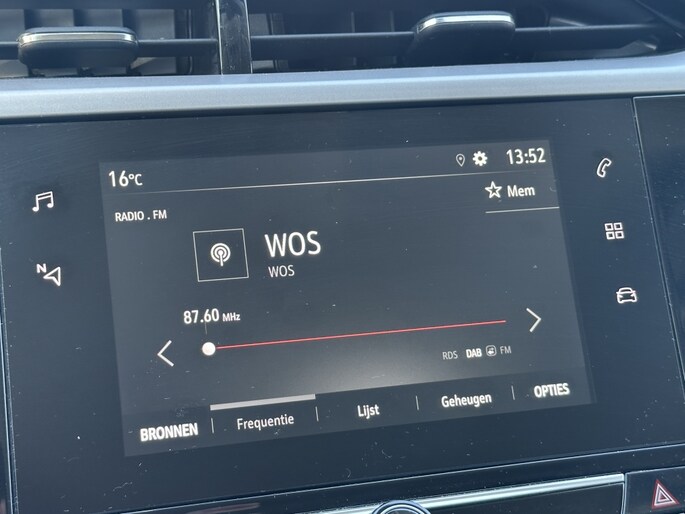 16°C
13:52
Mem
RADIO . FM
WOS
WOS
87.60 MHz
RDS DAB FM
BRONNEN Frequentie Lijst Geheugen OPTIES
N